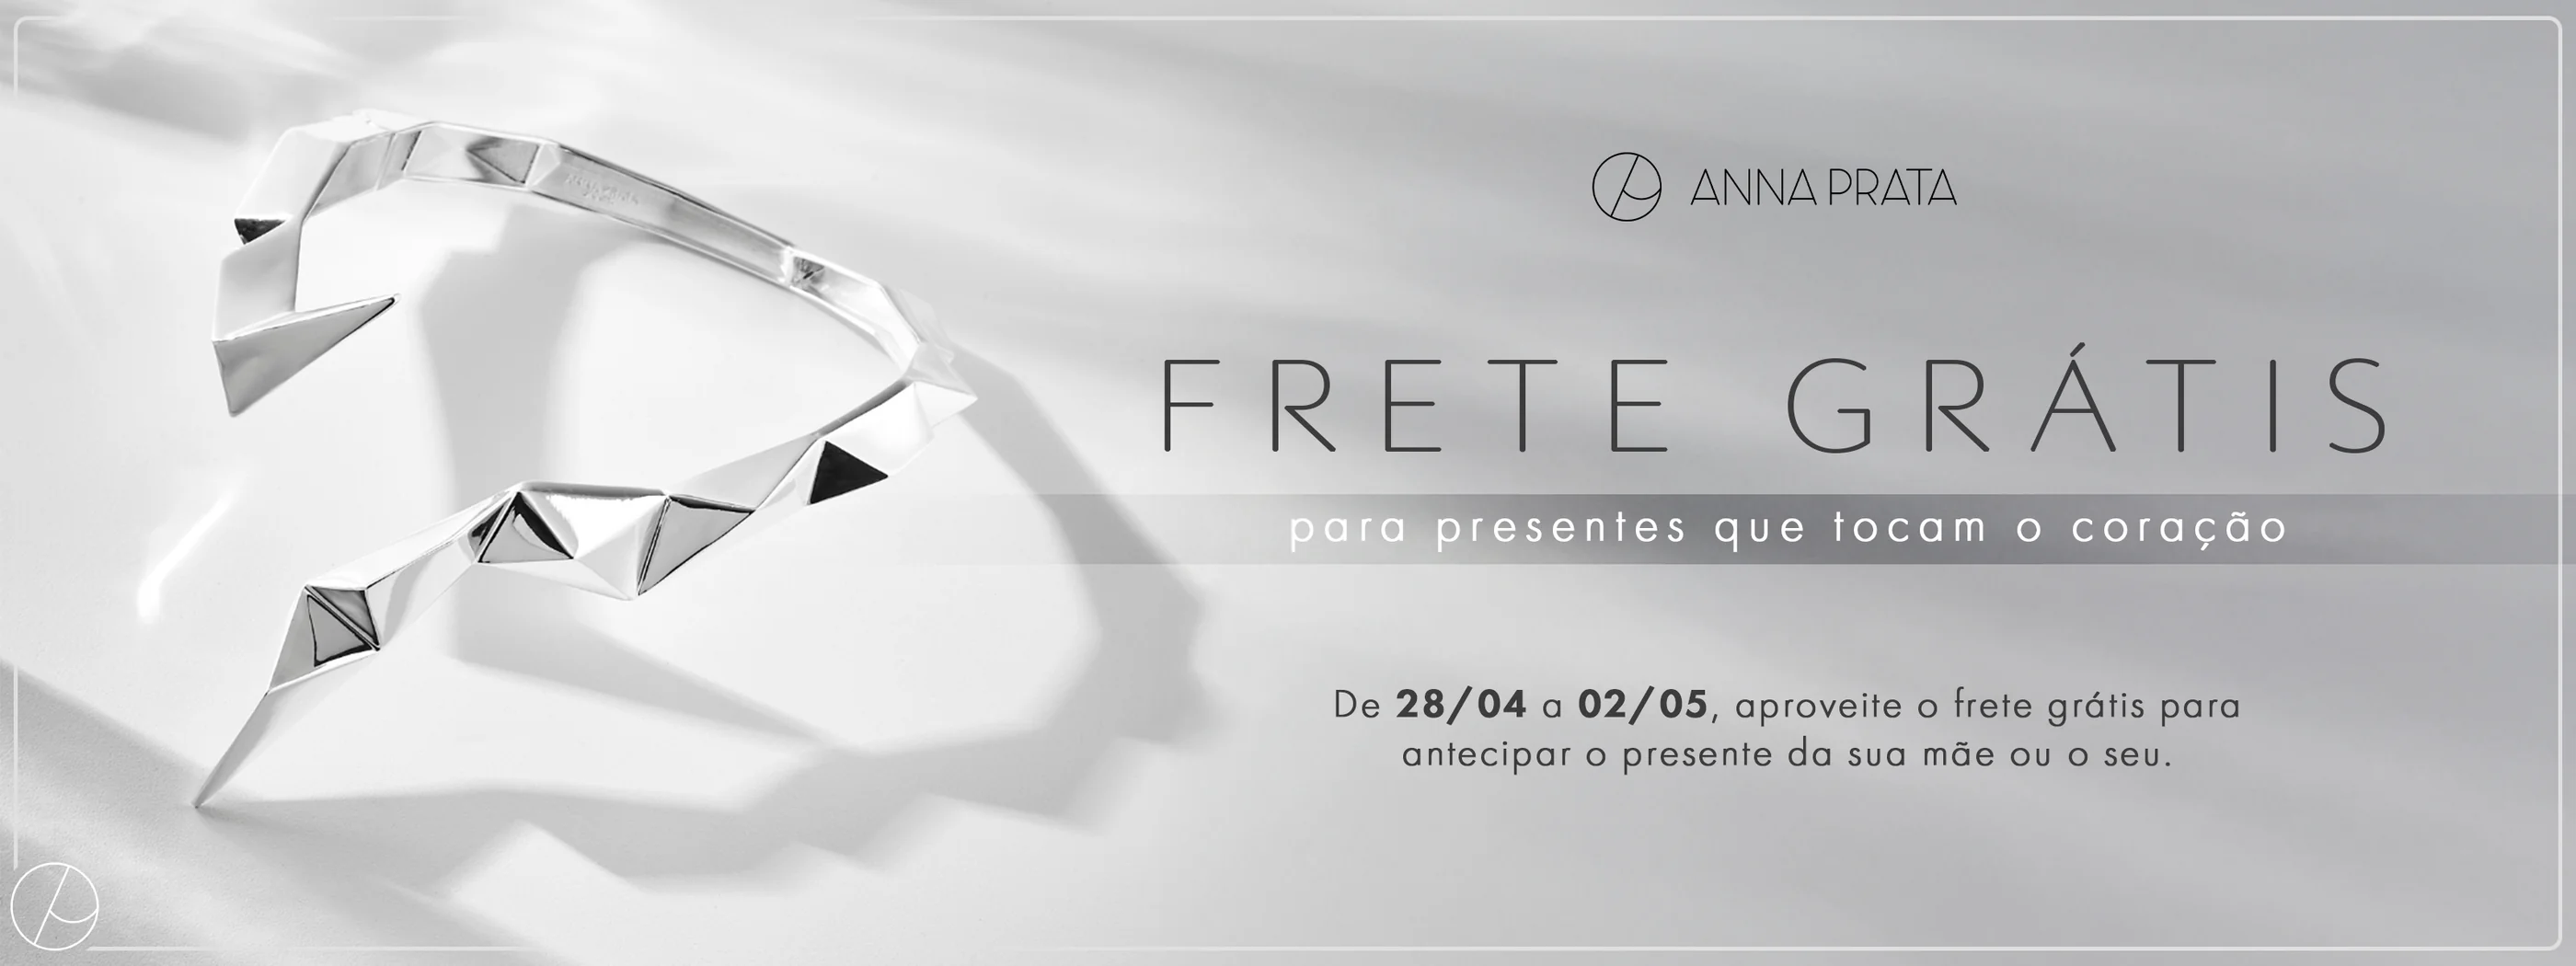 ANNA PRATA
FRETE GRÁTIS
para presentes que tocam o coração
De 28/04 a 02/05, aproveite o frete grátis para
antecipar o presente da sua mãe ou o seu.